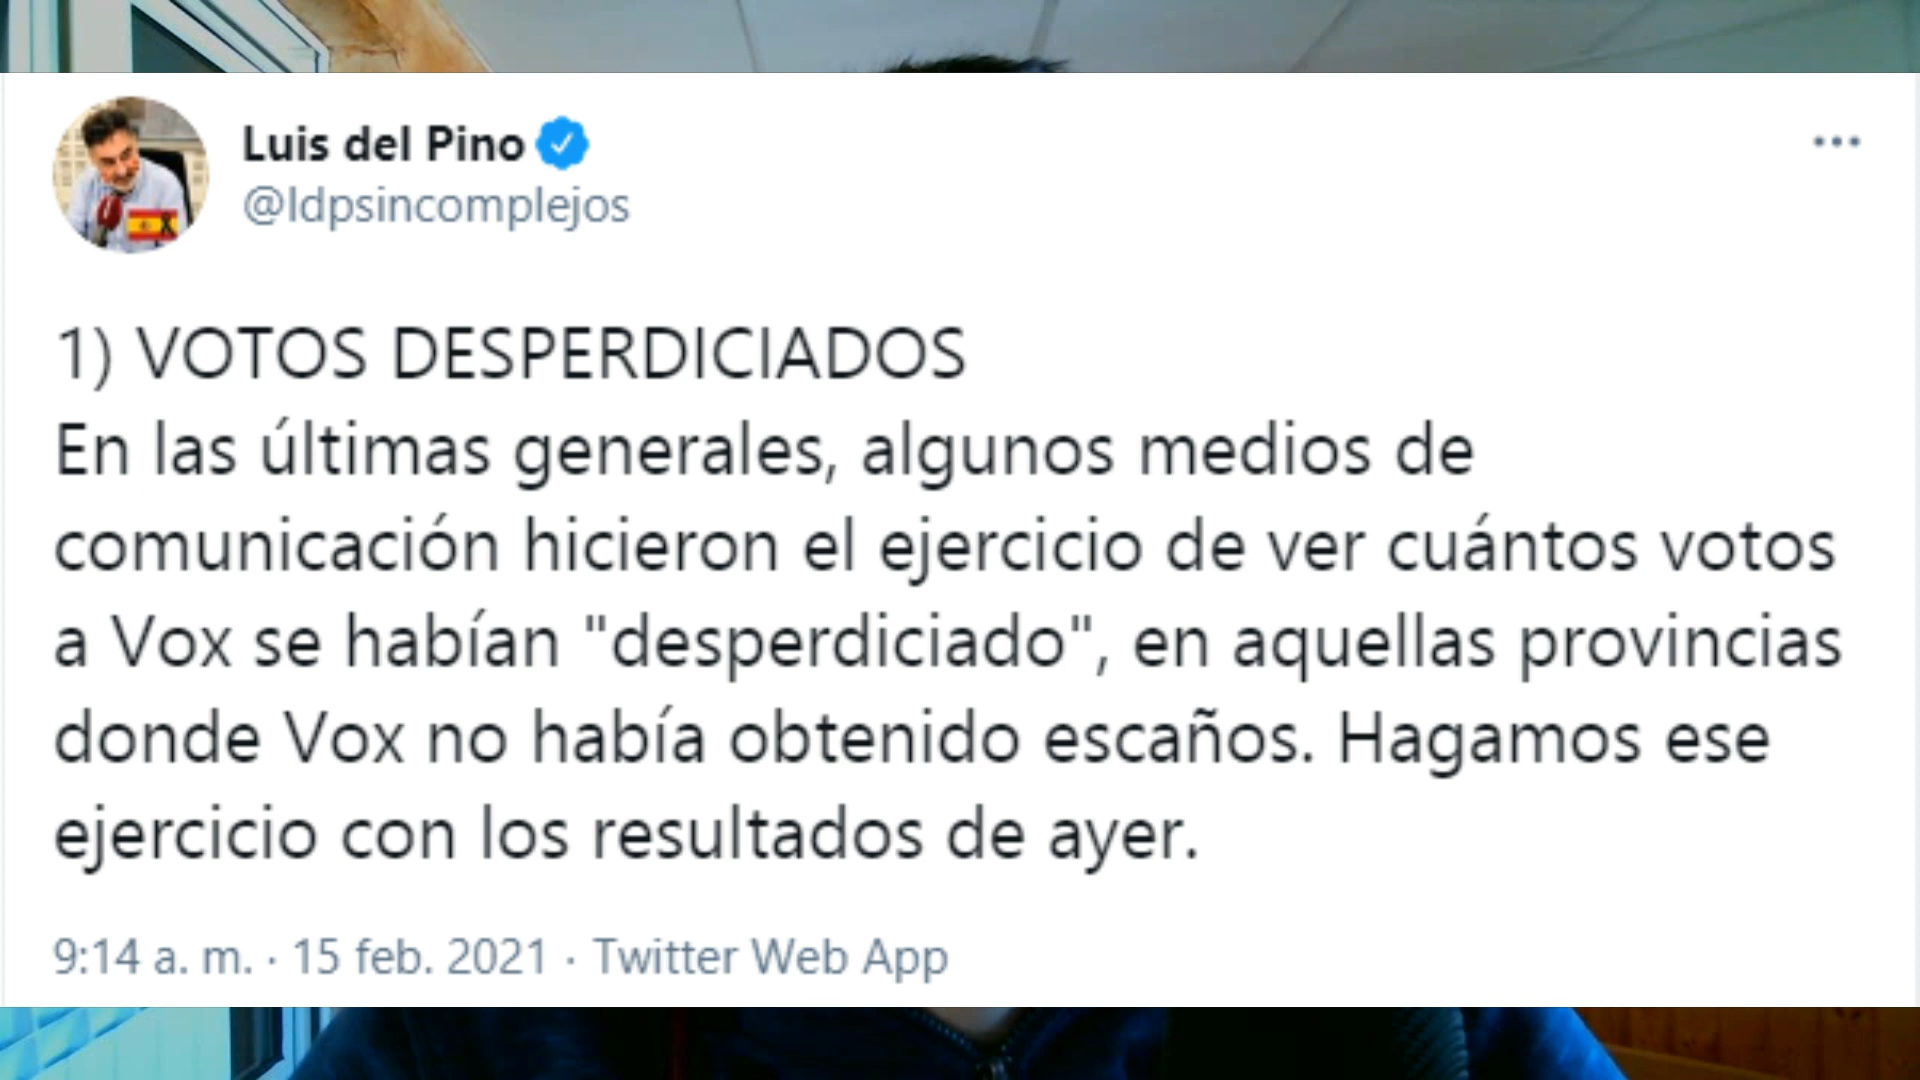 Luis del Pino
@ldpsincomplejos
1) VOTOS DESPERDICIADOS
En las últimas generales, algunos medios de
comunicación hicieron el ejercicio de ver cuántos votos
a Vox se habían "desperdiciado", en aquellas provincias
donde Vox no había obtenido escaños. Hagamos ese
ejercicio con los resultados de ayer.
9:14 a. m. · 15 feb. 2021 · Twitter Web App